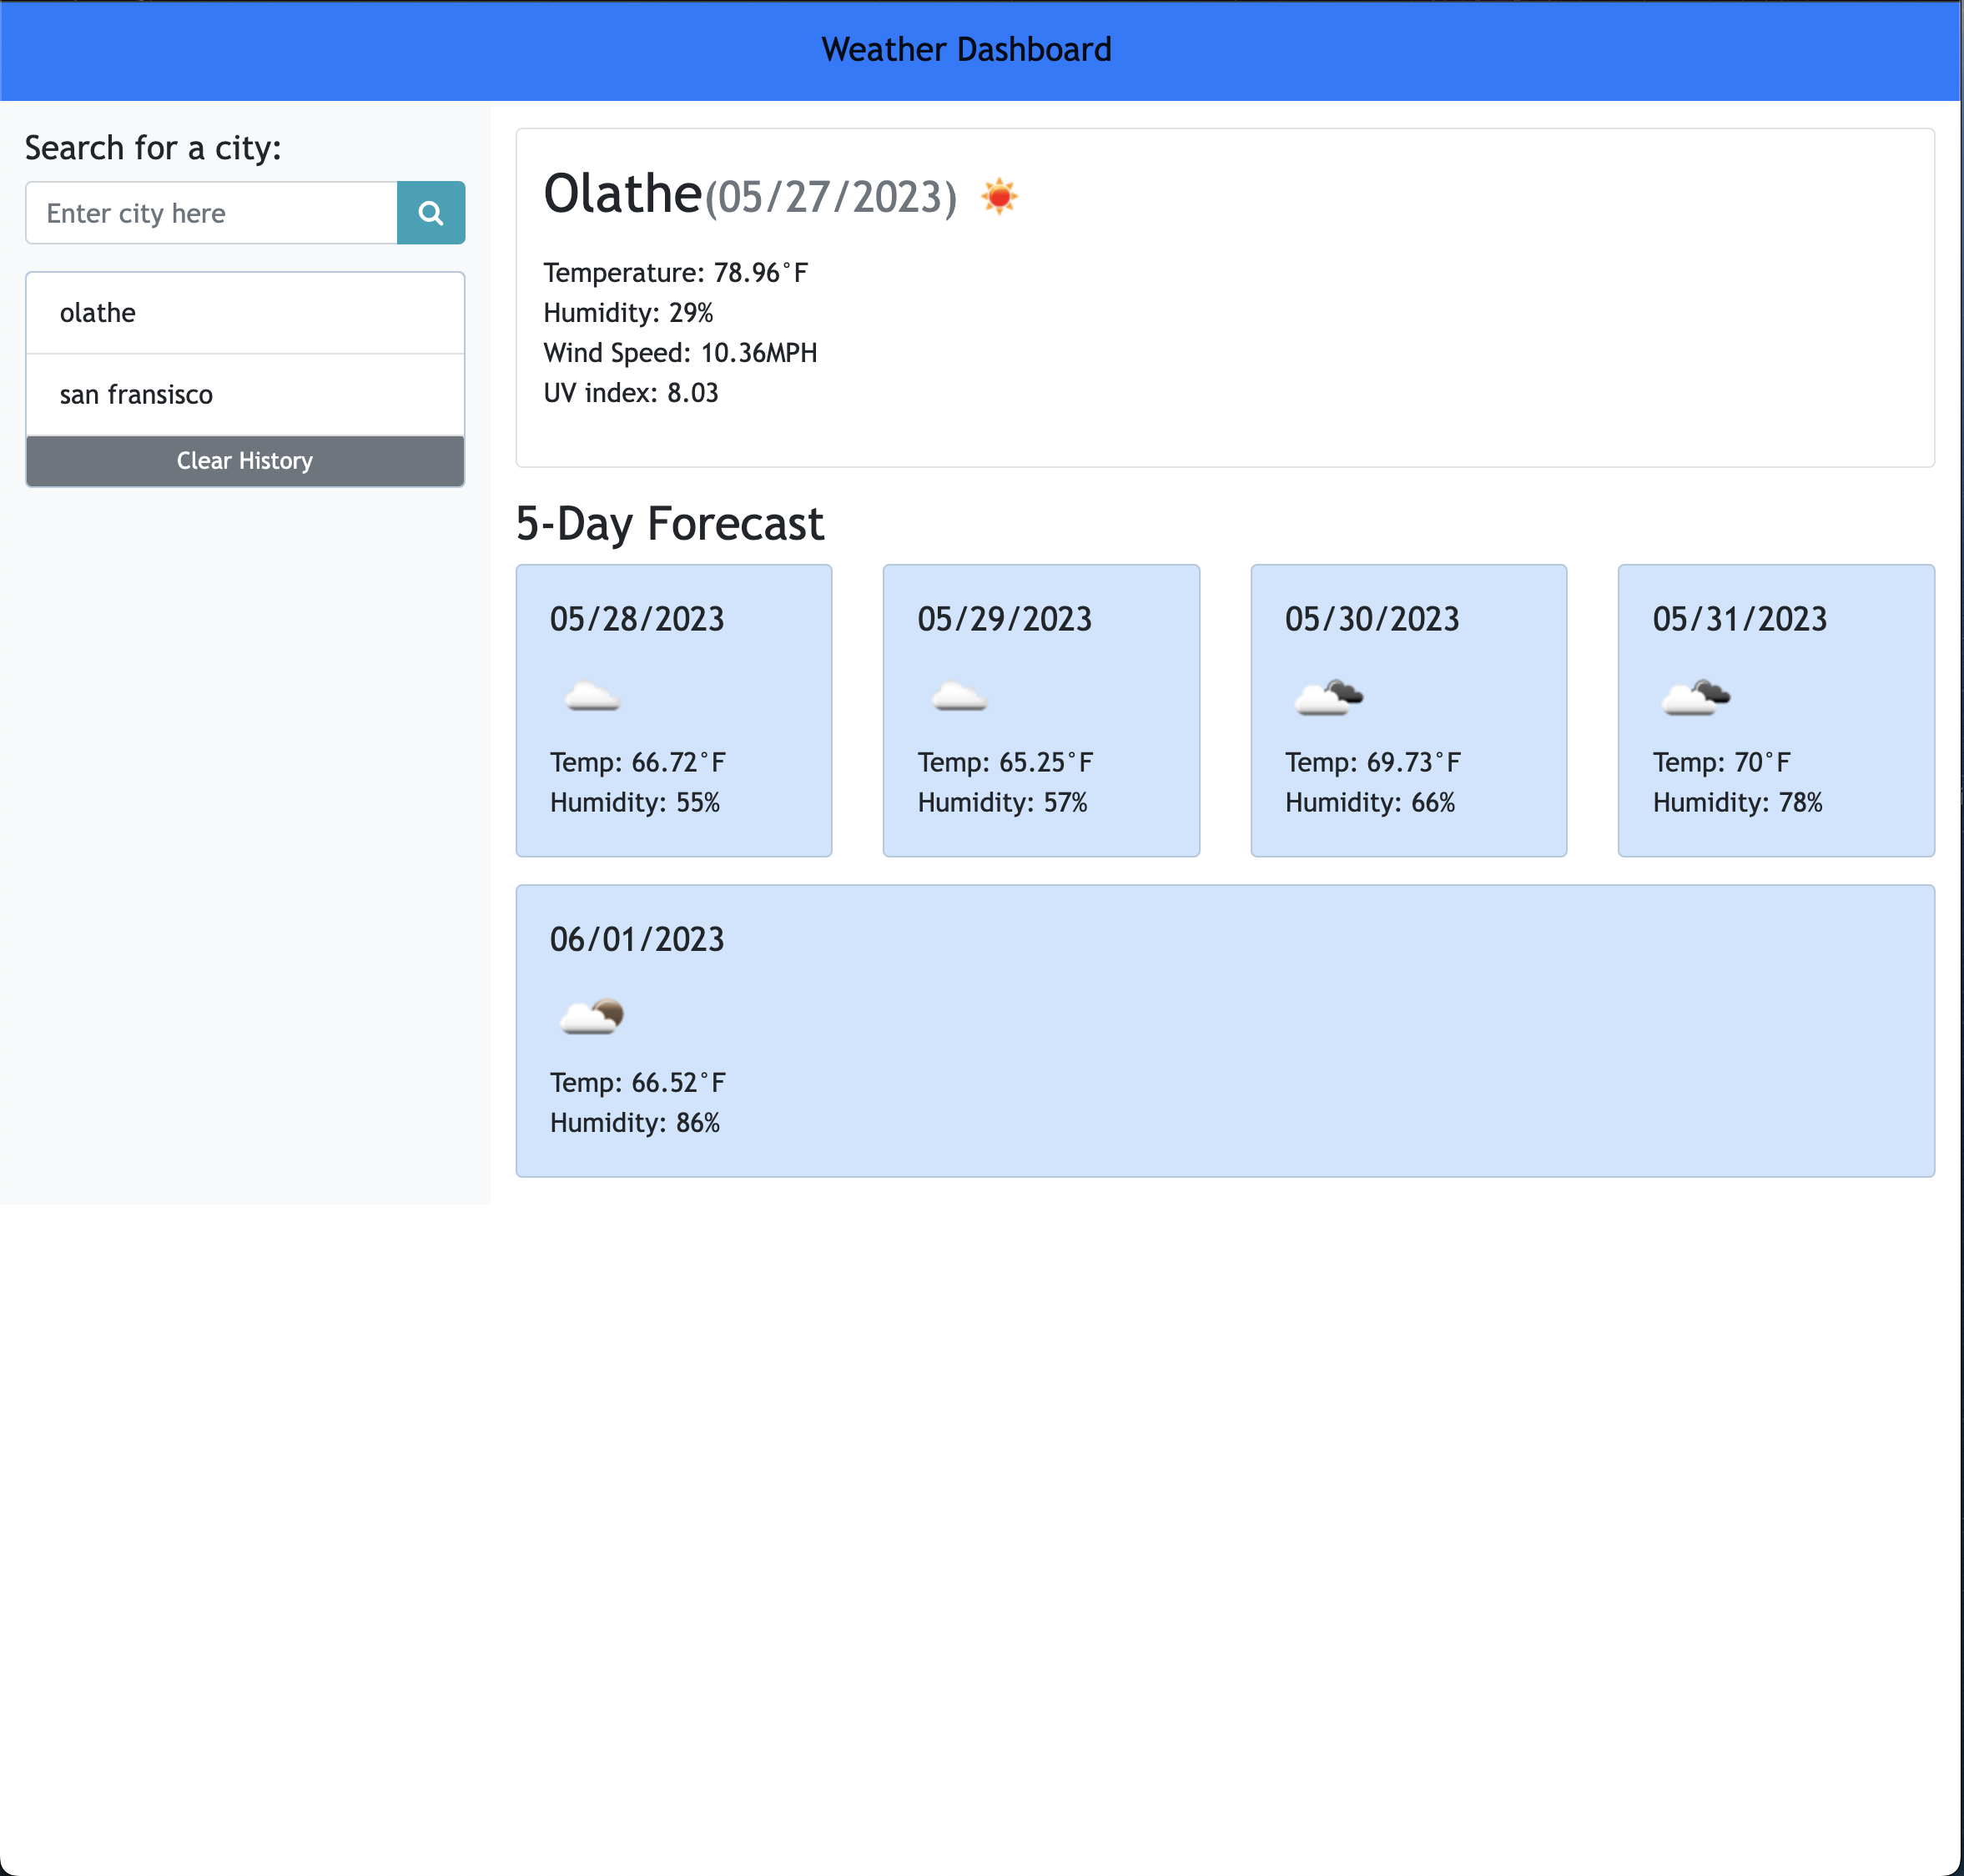 Weather Dashboard
Search for a city:
Enter city here
olathe
san fransisco
Clear History
Olathe(05/27/2023)
Temperature: 78.96°F
Humidity: 29%
Wind Speed: 10.36MPH
UV index: 8.03
5-Day Forecast
05/28/2023
Temp: 66.72°F
Humidity: 55%
05/29/2023
Temp: 65.25°F
Humidity: 57%
05/30/2023
Temp: 69.73°F
Humidity: 66%
05/31/2023
Temp: 70°F
Humidity: 78%
06/01/2023
Temp: 66.52°F
Humidity: 86%